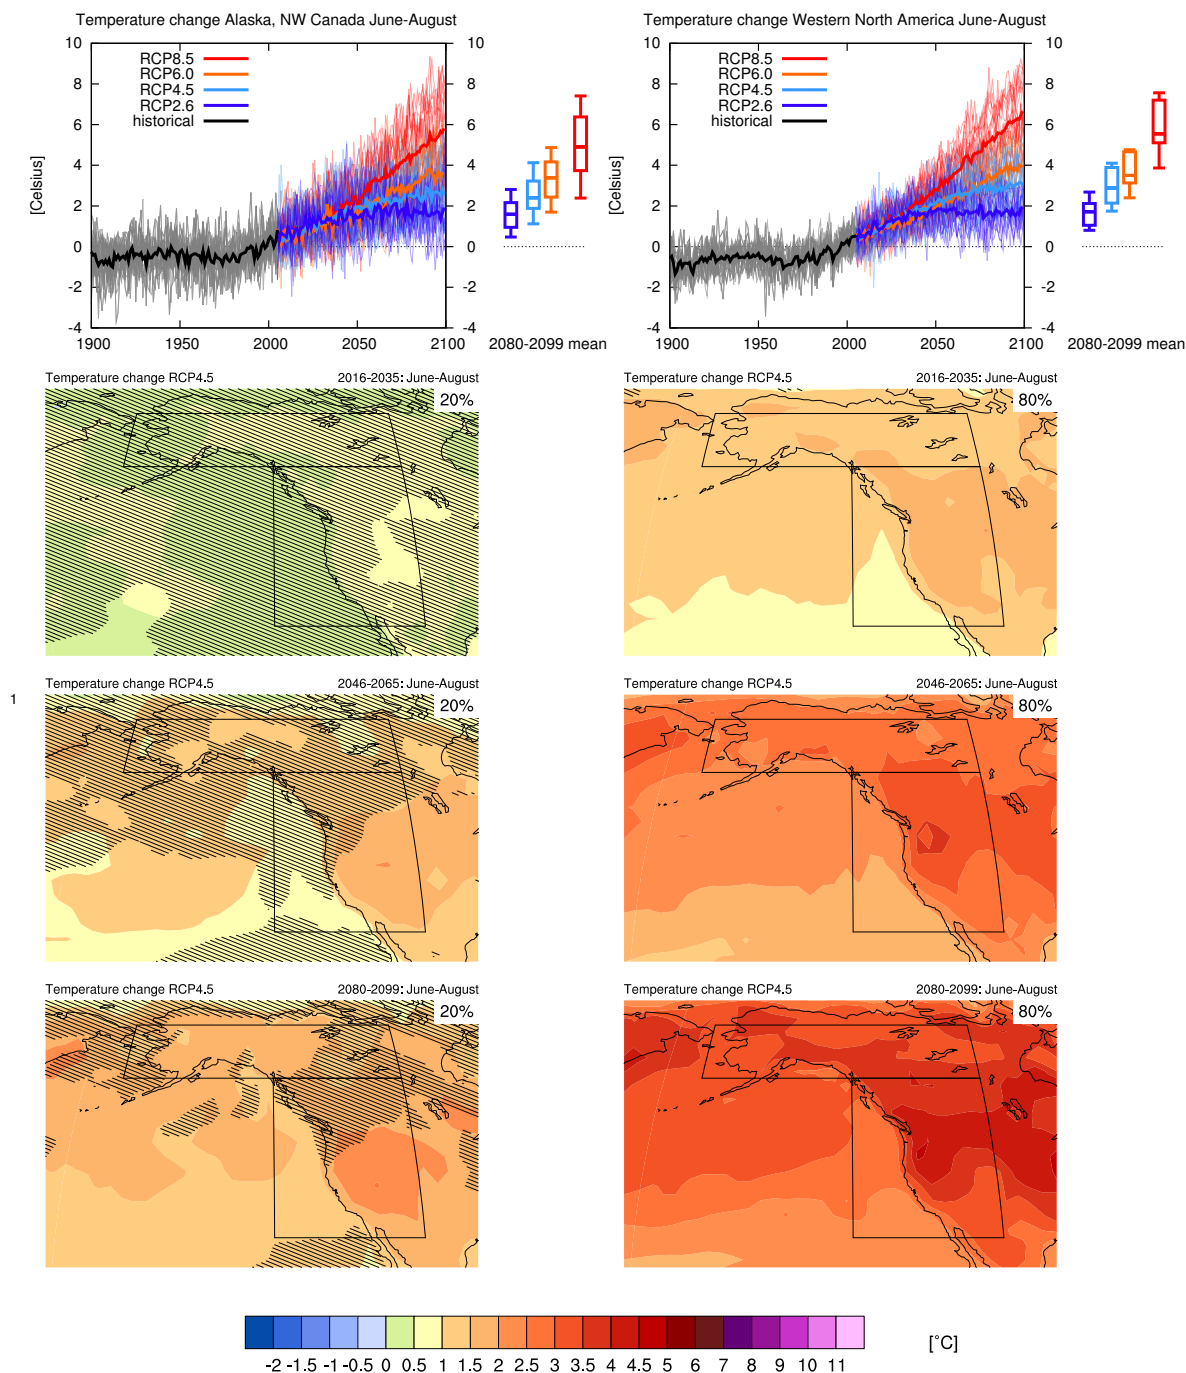 Temperature change Alaska, NW Canada June-August
10
8
6
4
2
0
-2
-4
[Celsius]
RCP8.5
RCP6.0
RCP4.5
RCP2.6
historical
10
8
6
4
2
0
-2
-4
1900 1950 2000 2050 2100 2080-2099 mean
Temperature change Western North America June-August
10
8
6
4
2
0
-2
-4
[Celsius]
RCP8.5
RCP6.0
RCP4.5
RCP2.6
historical
10
8
6
4
2
0
-2
-4
1900 1950 2000 2050 2100 2080-2099 mean
Temperature change RCP4.5 2016-2035: June-August
20%
Temperature change RCP4.5 2016-2035: June-August
80%
1
Temperature change RCP4.5 2046-2065: June-August
20%
Temperature change RCP4.5 2046-2065: June-August
80%
Temperature change RCP4.5 2080-2099: June-August
20%
Temperature change RCP4.5 2080-2099: June-August
80%
-2 -1.5 -1 -0.5 0 0.5 1 1.5 2 2.5 3 3.5 4 4.5 5 6 7 9 10 11 [°C]